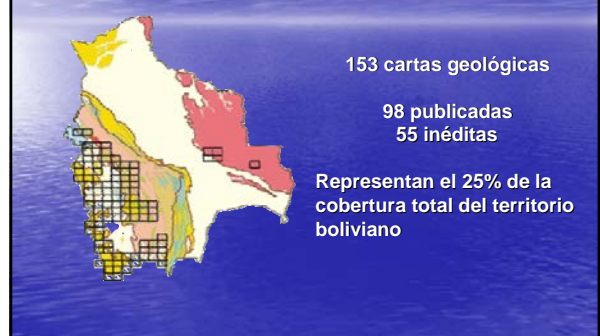 153 cartas geológicas
98 publicadas
55 inéditas
Representan el 25% de la
cobertura total del territorio
boliviano